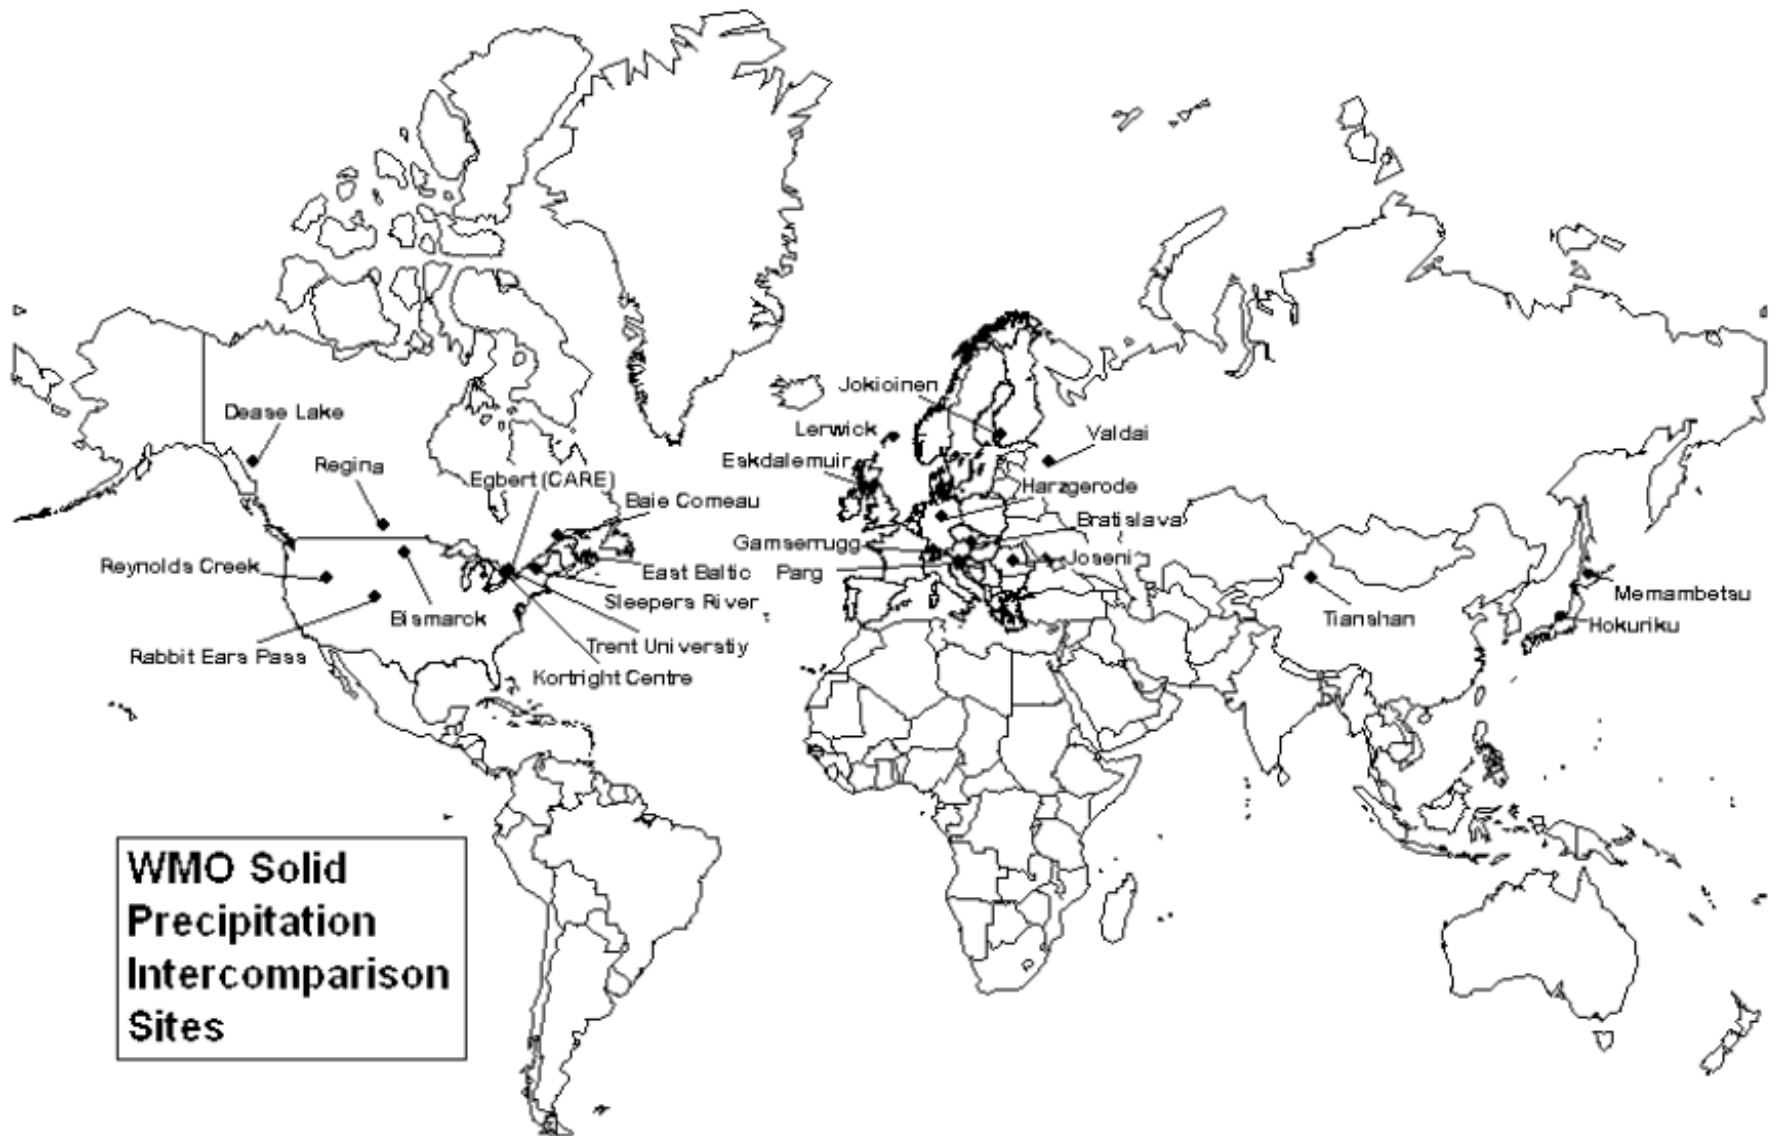 Jokioinen
Dease Lake
Lerwick
Valdai
Regina
Eskdalemuir
Egbert (CARE)
Harzgerode
Baie Comeau
Bratislava
Gamserrugg
Joseni
Reynolds Creek
East Baltic
Parg
Memambetsu
Sleepers River
Tianshan
Bismarck
Hokuriku
Trent Universtiy
Rabbit Ears Pass
Kortright Centre
WMO Solid
Precipitation
Intercomparison
Sites